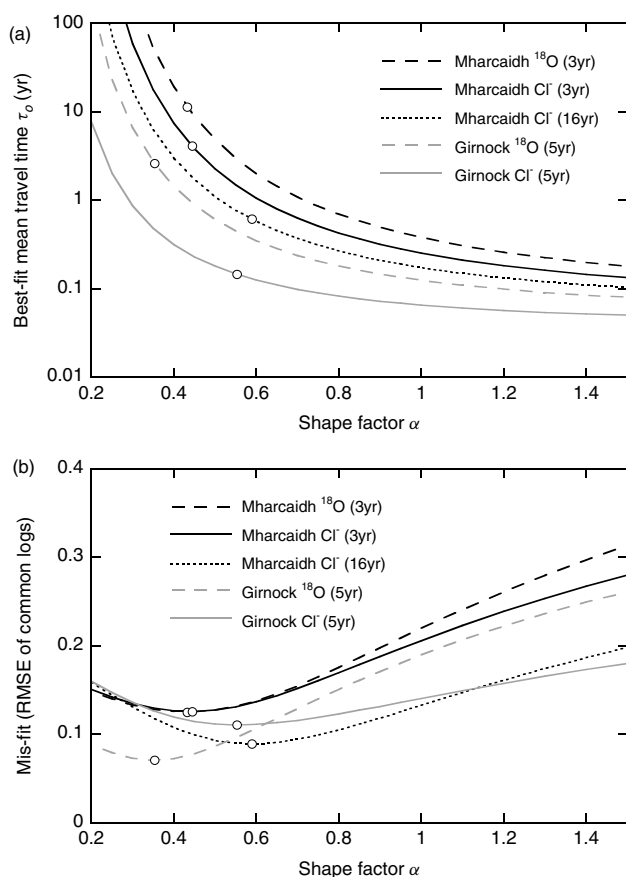 (a)
100
10
1
0.1
0.01
Best-fit mean travel time τo (yr)
Mharcaidh 18O (3yr)
Mharcaidh Cl- (3yr)
Mharcaidh Cl- (16yr)
Girnock 18O (5yr)
Girnock Cl- (5yr)
0.2 0.4 0.6 0.8 1 1.2 1.4
Shape factor α
(b)
0.4
0.3
0.2
0.1
0
Mis-fit (RMSE of common logs)
Mharcaidh 18O (3yr)
Mharcaidh Cl- (3yr)
Mharcaidh Cl- (16yr)
Girnock 18O (5yr)
Girnock Cl- (5yr)
0.2 0.4 0.6 0.8 1 1.2 1.4
Shape factor α